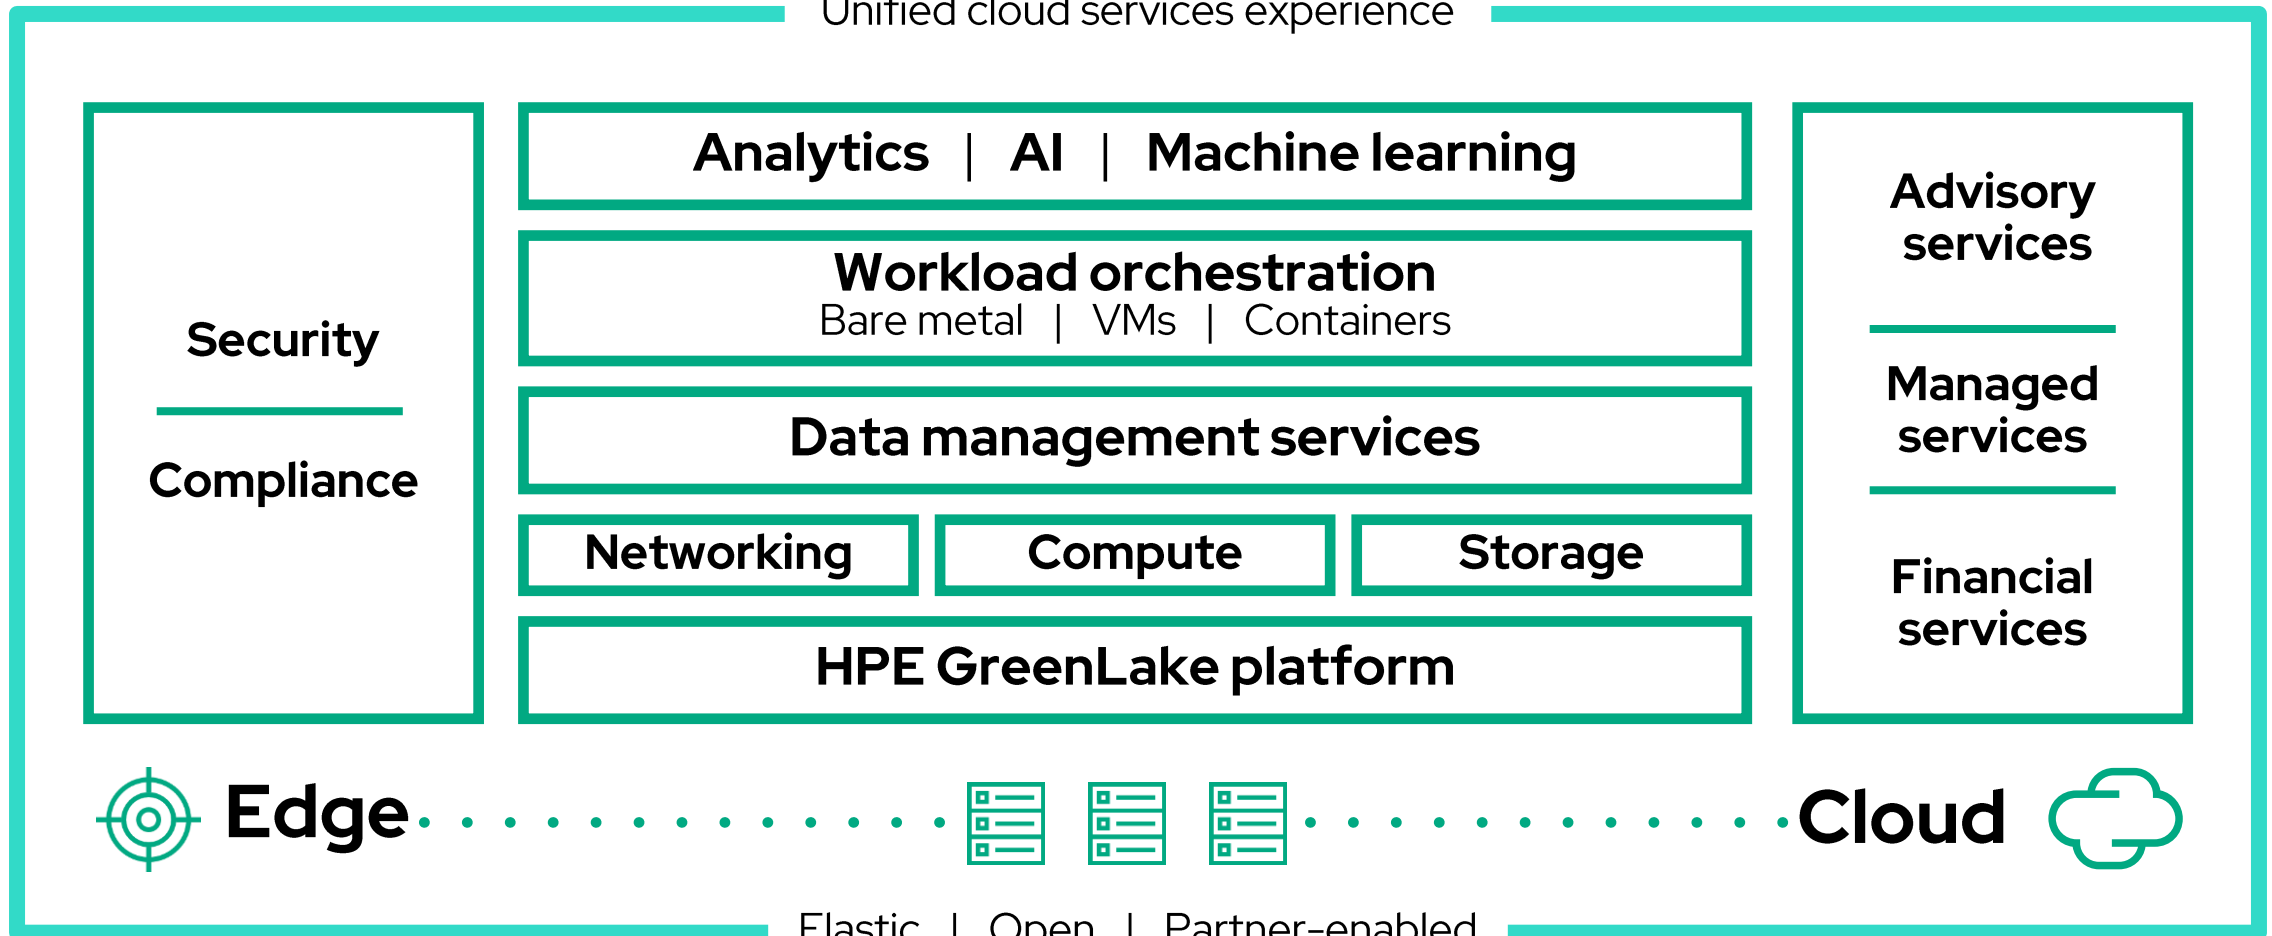 Unified cloud services experience
Security
Compliance
Analytics | AI | Machine learning
Workload orchestration
Bare metal | VMs | Containers
Data management services
Networking
Compute
Storage
HPE GreenLake platform
Advisory
services
Managed
services
Financial
services
Edge
Cloud
Elastic | Open | Partner-enabled